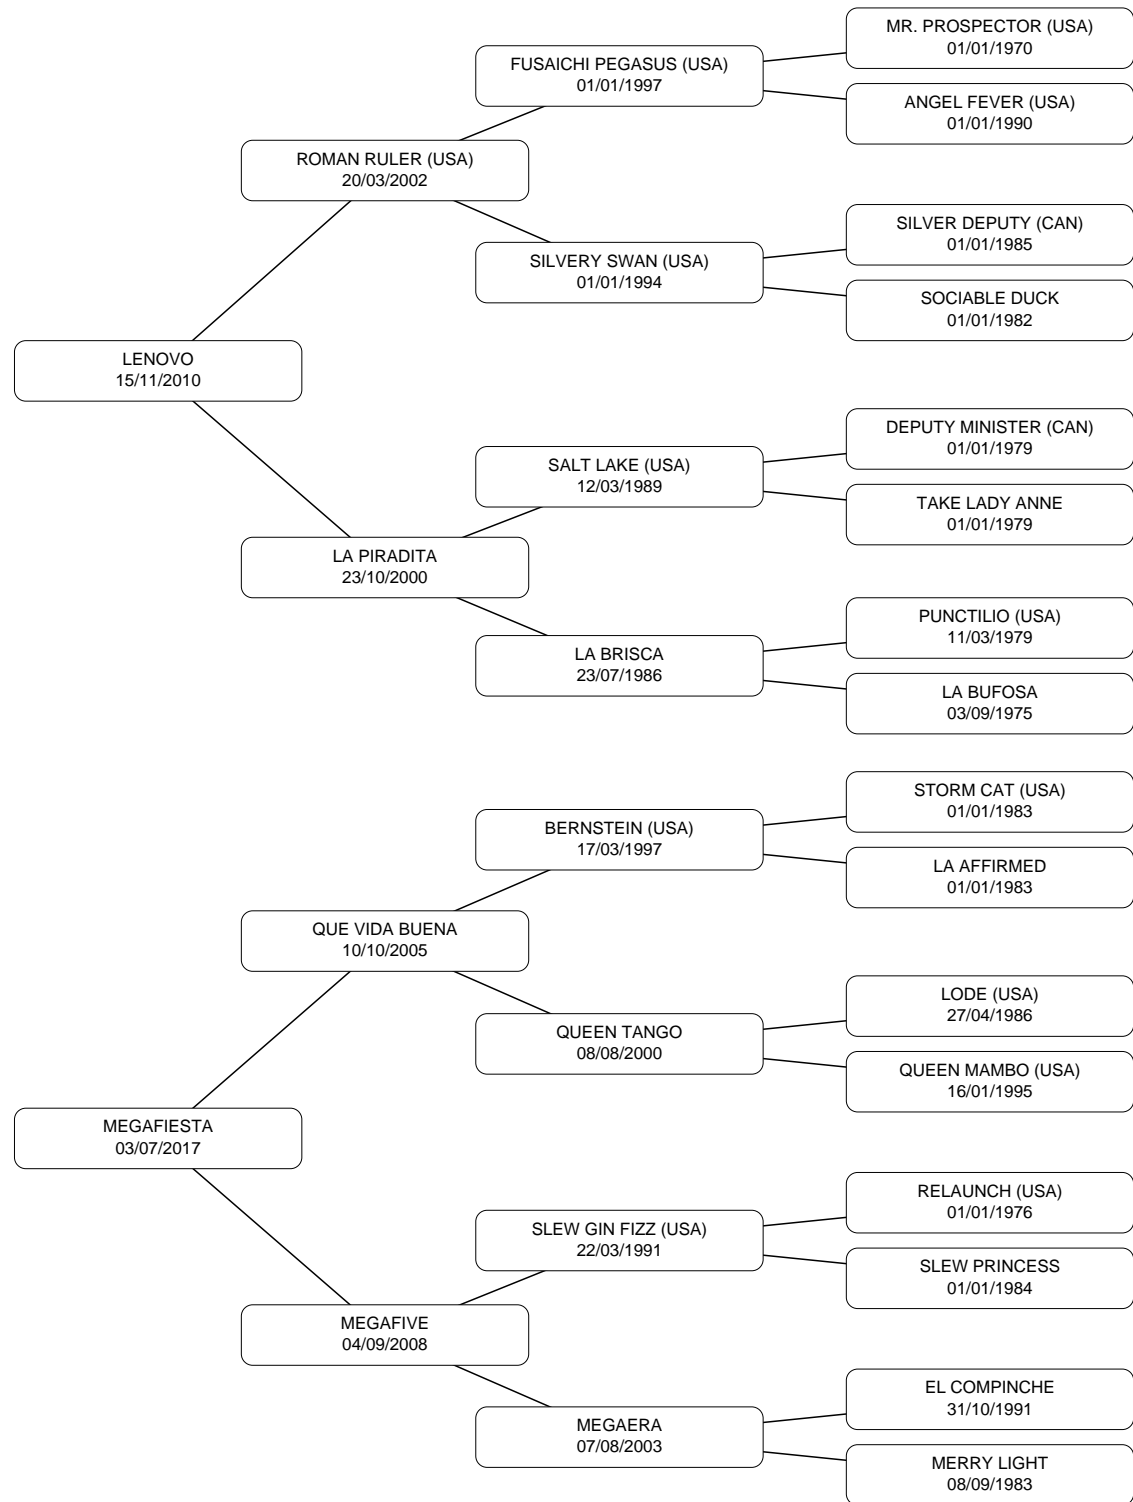 MR. PROSPECTOR (USA)
01/01/1970
FUSAICHI PEGASUS (USA)
01/01/1997
ANGEL FEVER (USA)
01/01/1990
ROMAN RULER (USA)
20/03/2002
SILVER DEPUTY (CAN)
01/01/1985
SILVERY SWAN (USA)
01/01/1994
SOCIABLE DUCK
01/01/1982
LENOVO
15/11/2010
DEPUTY MINISTER (CAN)
01/01/1979
SALT LAKE (USA)
12/03/1989
TAKE LADY ANNE
01/01/1979
LA PIRADITA
23/10/2000
PUNCTILIO (USA)
11/03/1979
LA BRISCA
23/07/1986
LA BUFOSA
03/09/1975
STORM CAT (USA)
01/01/1983
BERNSTEIN (USA)
17/03/1997
LA AFFIRMED
01/01/1983
QUE VIDA BUENA
10/10/2005
LODE (USA)
27/04/1986
QUEEN TANGO
08/08/2000
QUEEN MAMBO (USA)
16/01/1995
MEGAFIESTA
03/07/2017
RELAUNCH (USA)
01/01/1976
SLEW GIN FIZZ (USA)
22/03/1991
SLEW PRINCESS
01/01/1984
MEGAFIVE
04/09/2008
EL COMPINCHE
31/10/1991
MEGAERA
07/08/2003
MERRY LIGHT
08/09/1983